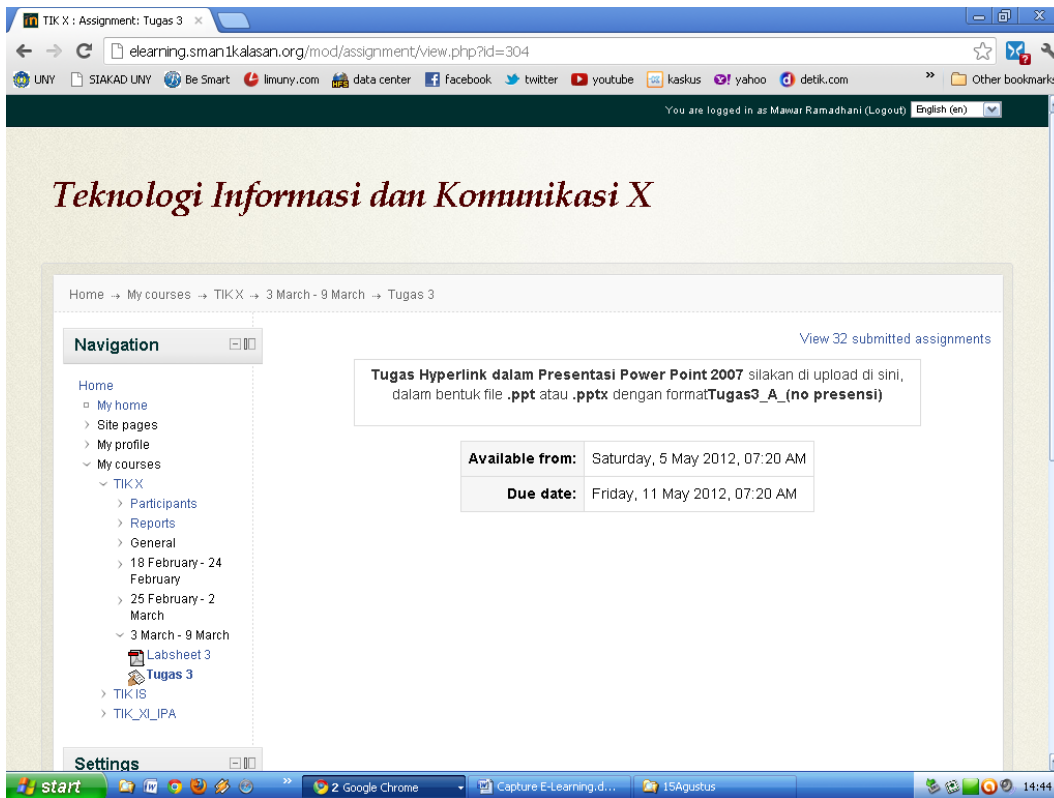 TIK X : Assignment: Tugas 3
elearning.sman1kalasan.org/mod/assignment/view.php?id=304
UNY SIAKAD UNY Be Smart limuny.com data center facebook twitter youtube kaskus yahoo detik.com » Other bookmarks
You are logged in as Mawar Ramadhani (Logout) English (en)
Teknologi Informasi dan Komunikasi X
Home → My courses → TIK X → 3 March - 9 March → Tugas 3
Navigation
Home
My home
Site pages
My profile
My courses
TIK X
Participants
Reports
General
18 February - 24
February
25 February - 2
March
3 March - 9 March
Labsheet 3
Tugas 3
TIK IS
TIK_XI_IPA
Settings
View 32 submitted assignments
Tugas Hyperlink dalam Presentasi Power Point 2007 silakan di upload di sini,
dalam bentuk file .ppt atau .pptx dengan formatTugas3_A_(no presensi)
Available from: Saturday, 5 May 2012, 07:20 AM
Due date: Friday, 11 May 2012, 07:20 AM
start » 2 Google Chrome Capture E-Learning.d... 15Agustus 14:44